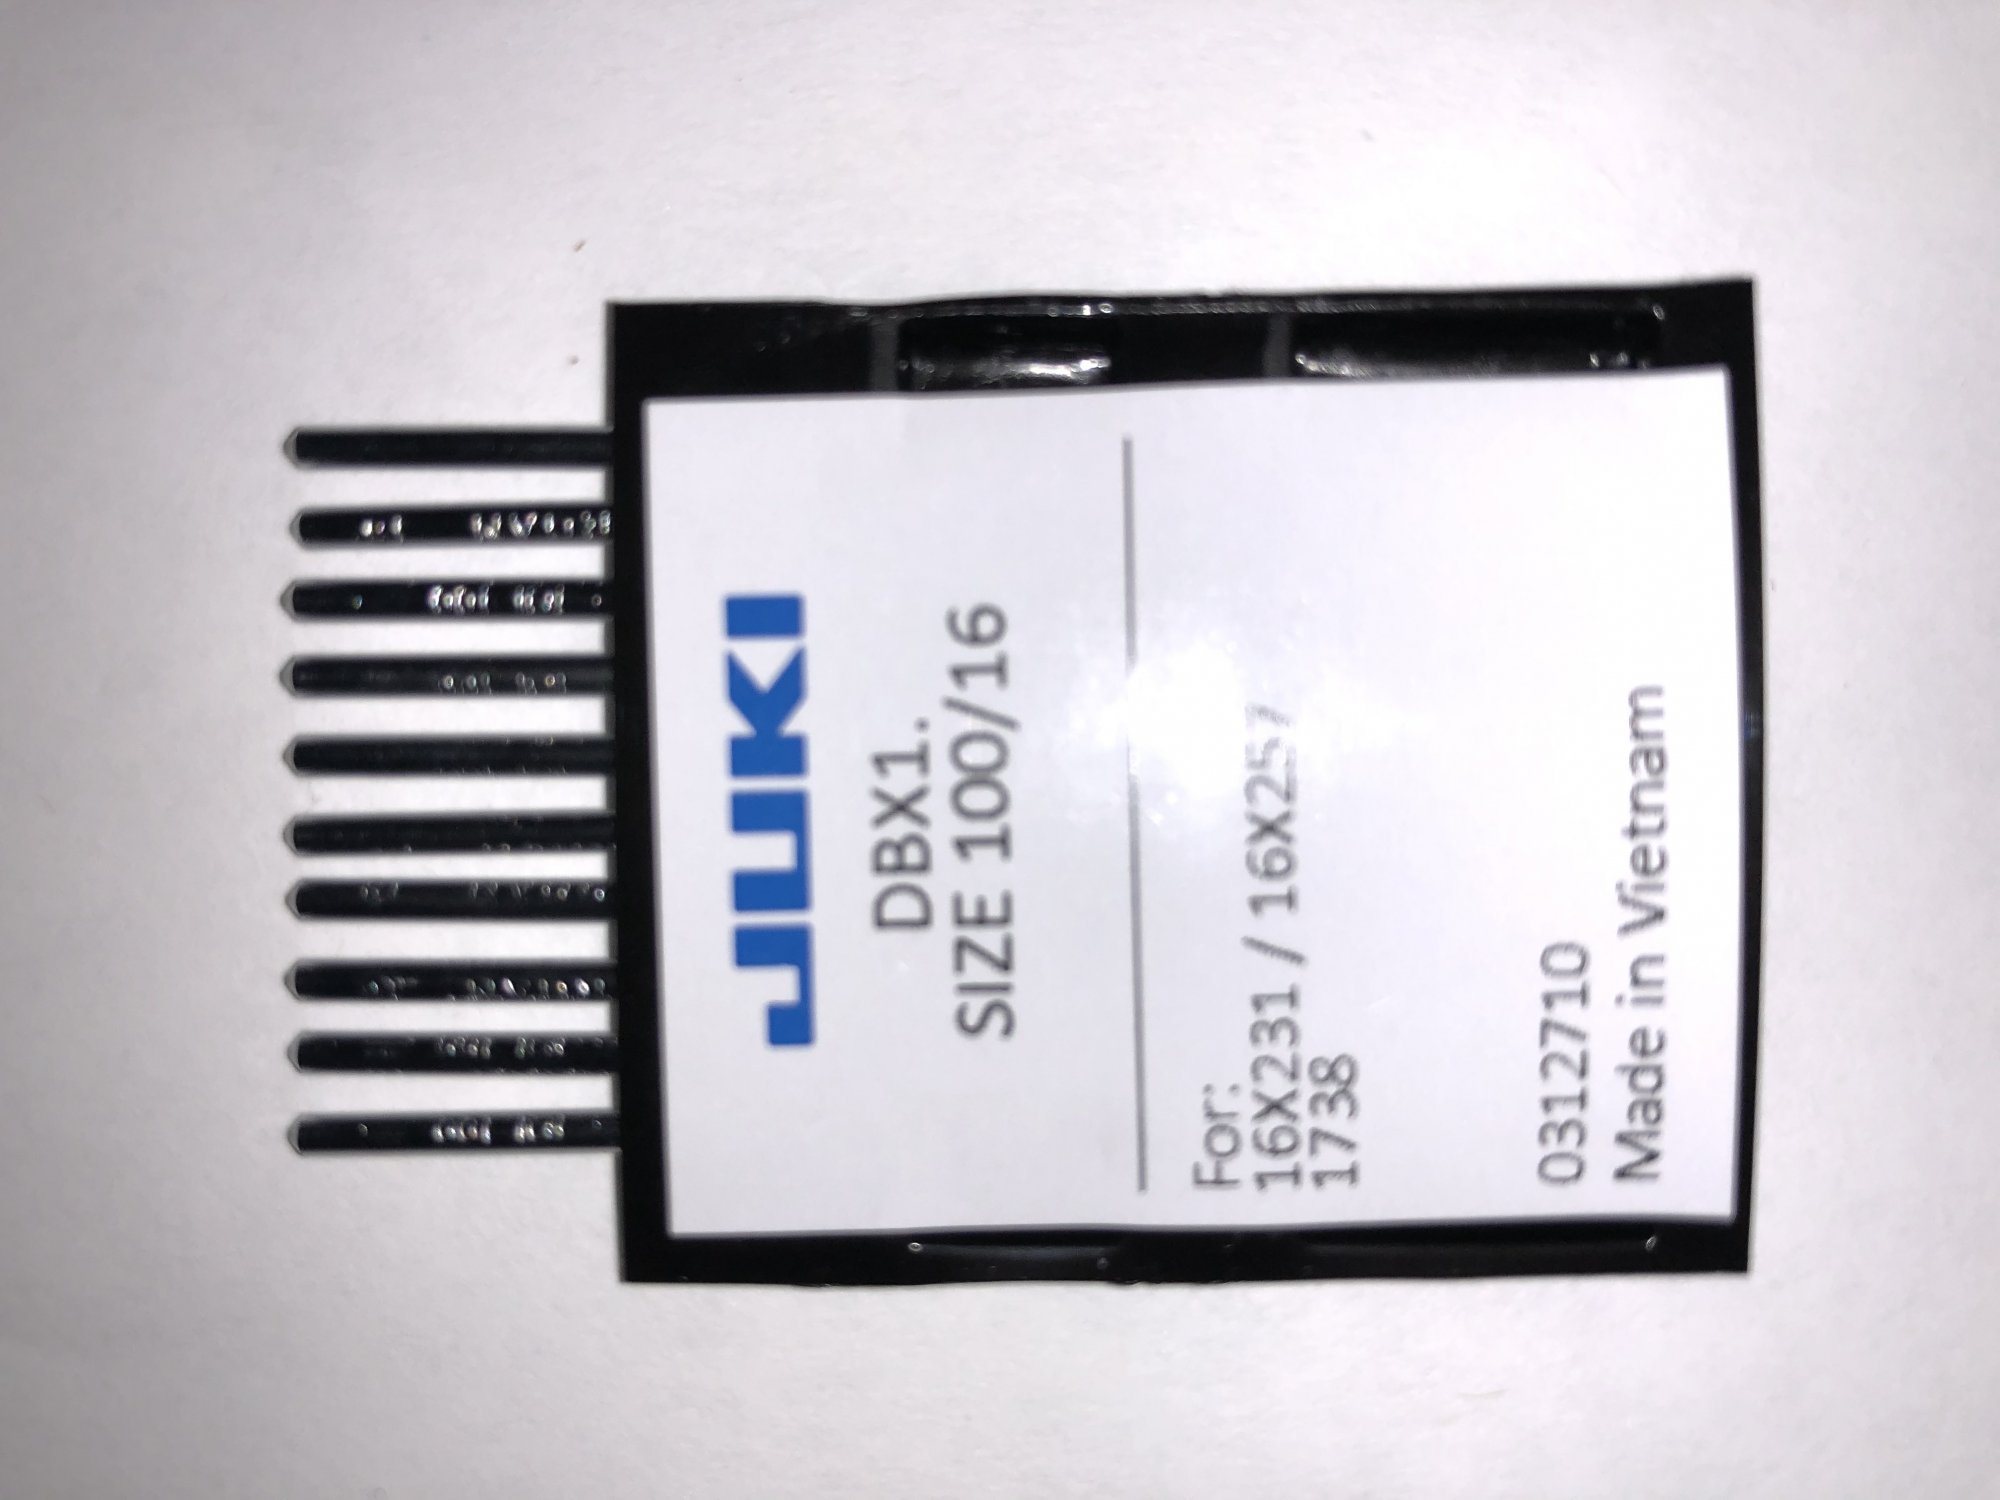 JUKI
DBX1.
SIZE 100/16
For:
16X231 / 16X257
1738
0312710
Made in Vietnam